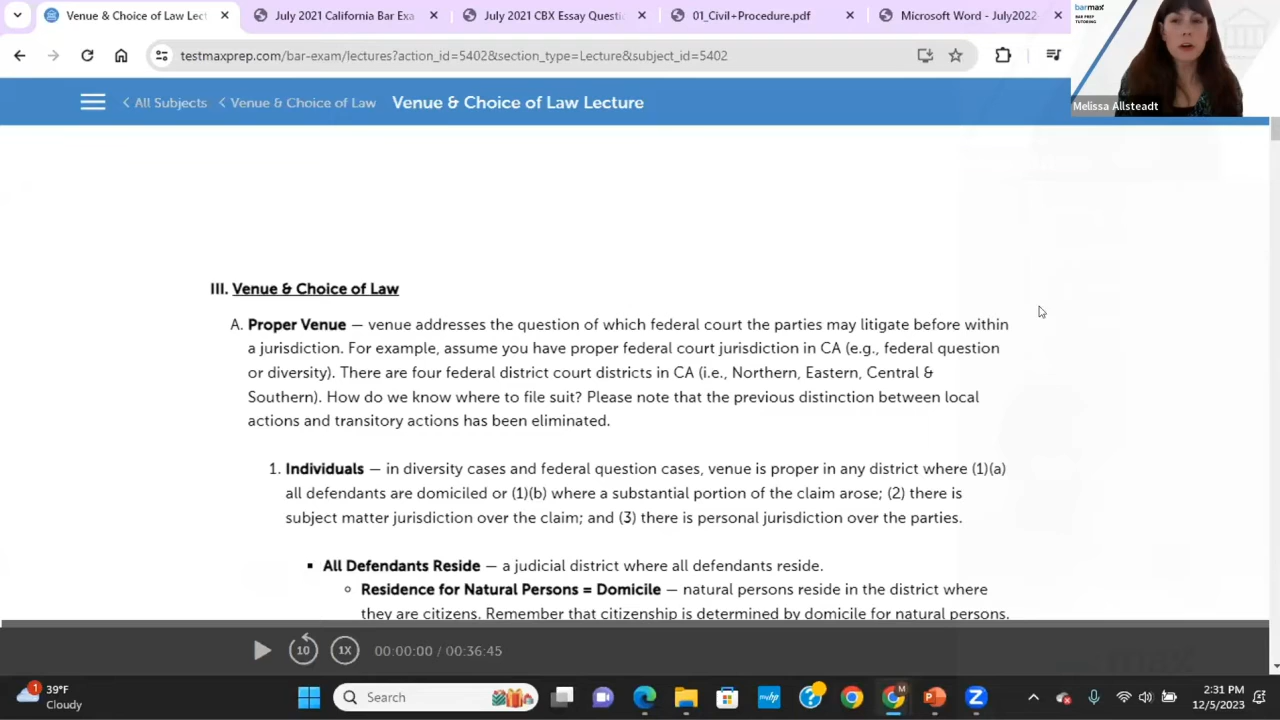 Venue & Choice of Law Lect
July 2021 California Bar Exa
July 2021 CBX Essay Questi
01_Civil+Procedure.pdf
Microsoft Word - July2022-
testmaxprep.com/bar-exam/lectures?action_id=5402&section_type=Lecture&subject_id=5402
barmax
BAR PREP
TUTORING
Melissa Allsteadt
All Subjects
Venue & Choice of Law
Venue & Choice of Law Lecture
III. Venue & Choice of Law
A. Proper Venue — venue addresses the question of which federal court the parties may litigate before within
a jurisdiction. For example, assume you have proper federal court jurisdiction in CA (e.g., federal question
or diversity). There are four federal district court districts in CA (i.e., Northern, Eastern, Central &
Southern). How do we know where to file suit? Please note that the previous distinction between local
actions and transitory actions has been eliminated.
1. Individuals — in diversity cases and federal question cases, venue is proper in any district where (1)(a)
all defendants are domiciled or (1)(b) where a substantial portion of the claim arose; (2) there is
subject matter jurisdiction over the claim; and (3) there is personal jurisdiction over the parties.
▪ All Defendants Reside — a judicial district where all defendants reside.
○ Residence for Natural Persons = Domicile — natural persons reside in the district where
they are citizens. Remember that citizenship is determined by domicile for natural persons.
10
1X
00:00:00 / 00:36:45
1
39°F
Cloudy
Search
mbp
M
2:31 PM
12/5/2023